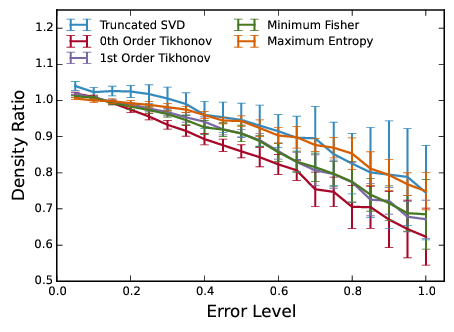 Truncated SVD
0th Order Tikhonov
1st Order Tikhonov
Minimum Fisher
Maximum Entropy
Density Ratio
1.2
1.1
1.0
0.9
0.8
0.7
0.6
0.5
0.0 0.2 0.4 0.6 0.8 1.0
Error Level